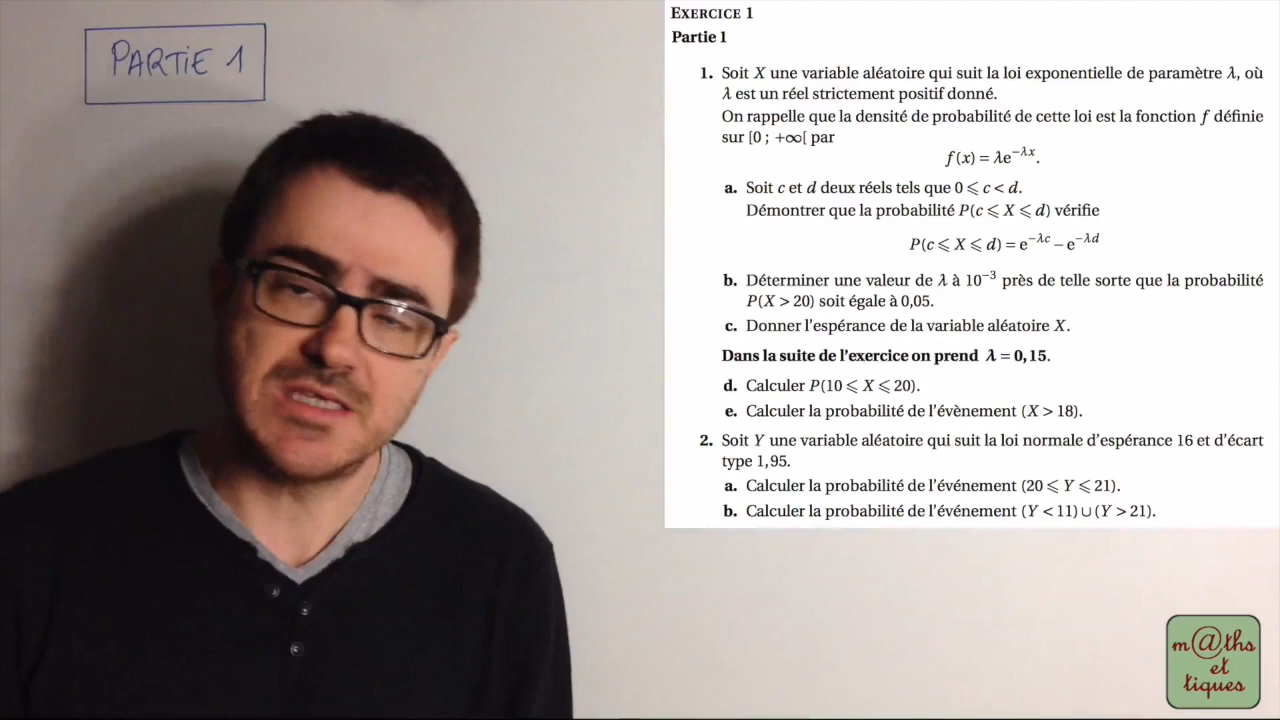 PARTIE 1
EXERCICE 1
Partie 1
1. Soit X une variable aléatoire qui suit la loi exponentielle de paramètre λ, où
λ est un réel strictement positif donné.
On rappelle que la densité de probabilité de cette loi est la fonction f définie
sur [0 ; +∞[ par
f(x) = λe^{−λx}.
a. Soit c et d deux réels tels que 0 ⩽ c < d.
Démontrer que la probabilité P(c ⩽ X ⩽ d) vérifie
P(c ⩽ X ⩽ d) = e^{−λc} − e^{−λd}
b. Déterminer une valeur de λ à 10^{−3} près de telle sorte que la probabilité
P(X > 20) soit égale à 0,05.
c. Donner l'espérance de la variable aléatoire X.
Dans la suite de l'exercice on prend λ = 0,15.
d. Calculer P(10 ⩽ X ⩽ 20).
e. Calculer la probabilité de l'évènement (X > 18).
2. Soit Y une variable aléatoire qui suit la loi normale d'espérance 16 et d'écart
type 1,95.
a. Calculer la probabilité de l'événement (20 ⩽ Y ⩽ 21).
b. Calculer la probabilité de l'événement (Y < 11) ∪ (Y > 21).
m@ths
et
tiques